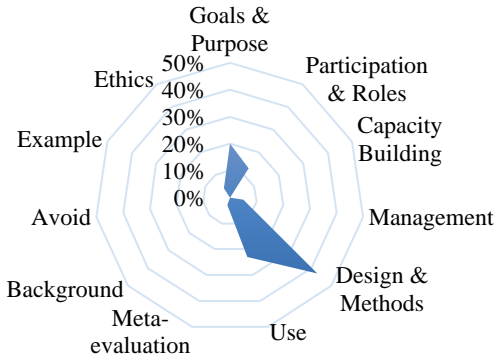 Goals &
Purpose
Participation
& Roles
Capacity
Building
Management
Design &
Methods
Use
Meta-
evaluation
Background
Avoid
Example
Ethics
50%
40%
30%
20%
10%
0%